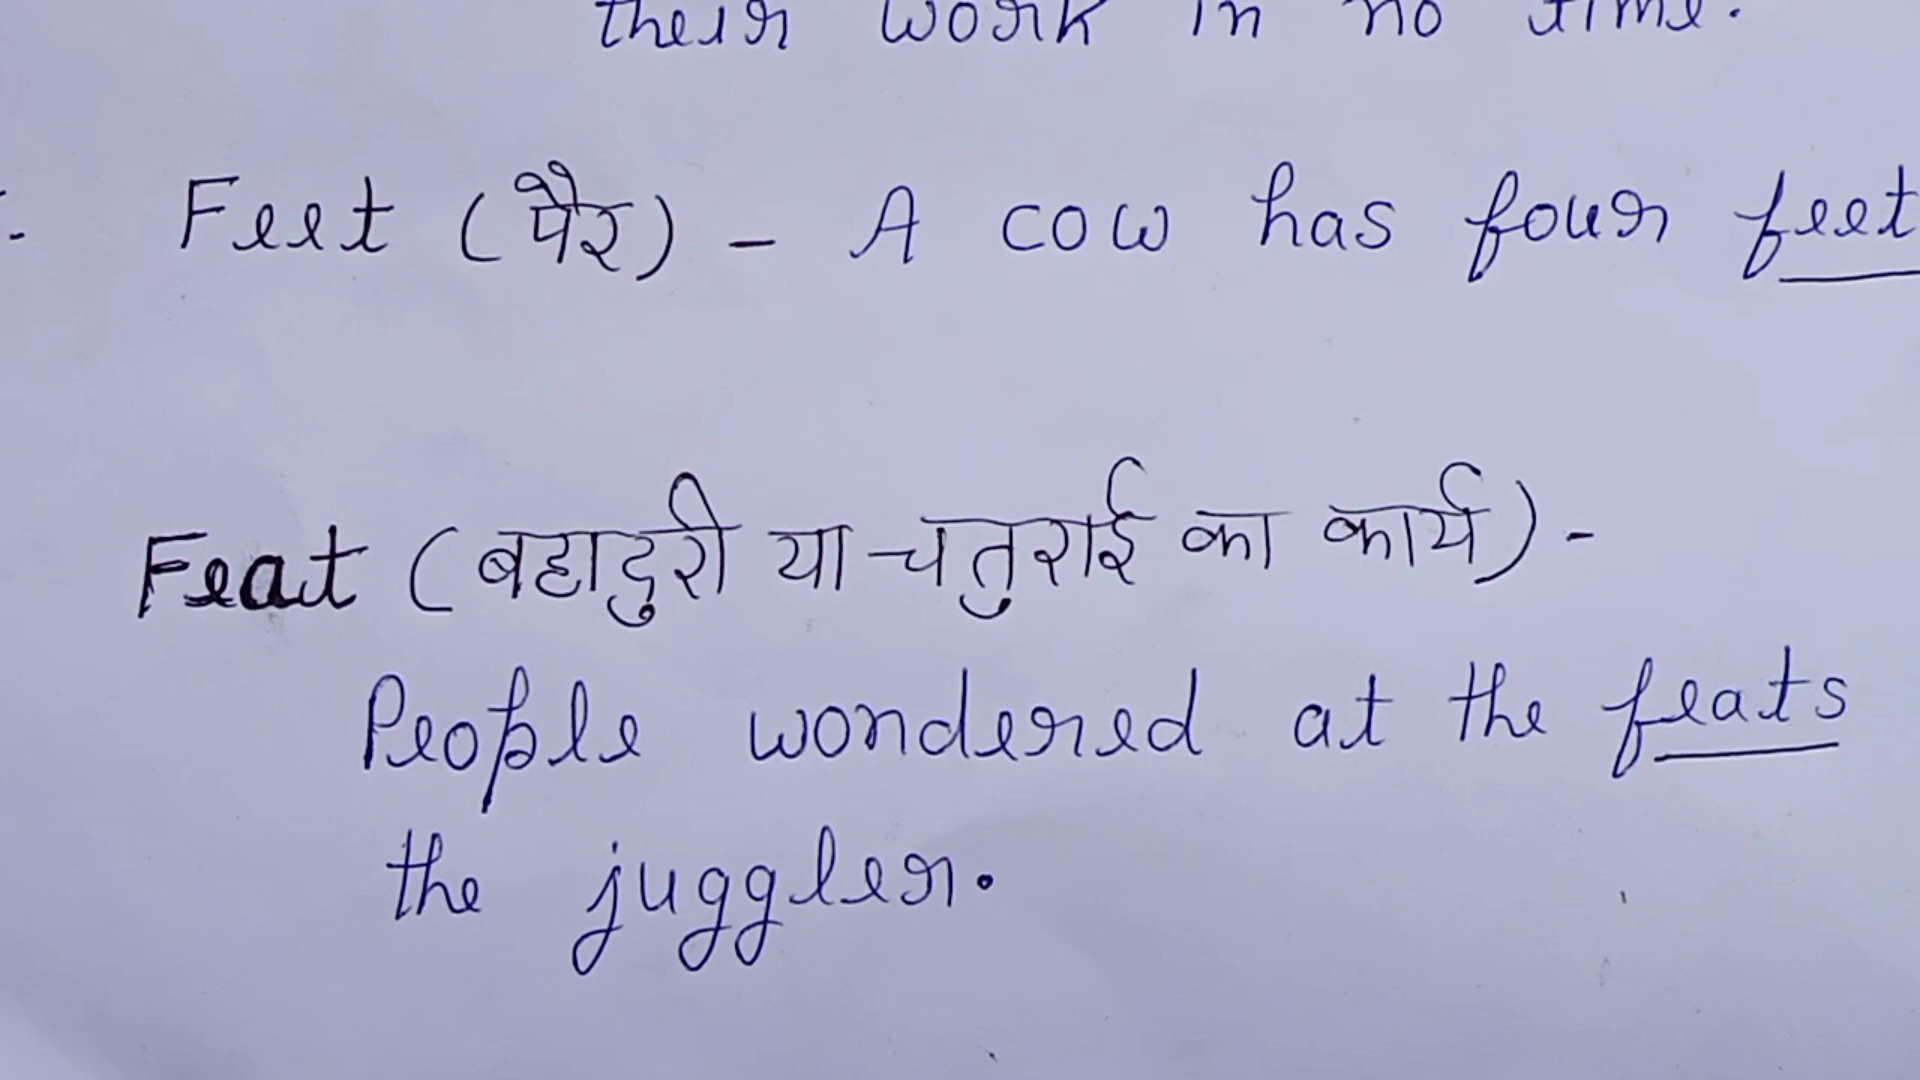 their work in no time.
- Feet (पैर) - A cow has four feet
Feat (बहादुरी या चतुराई का कार्य) -
People wondered at the feats
the juggler.